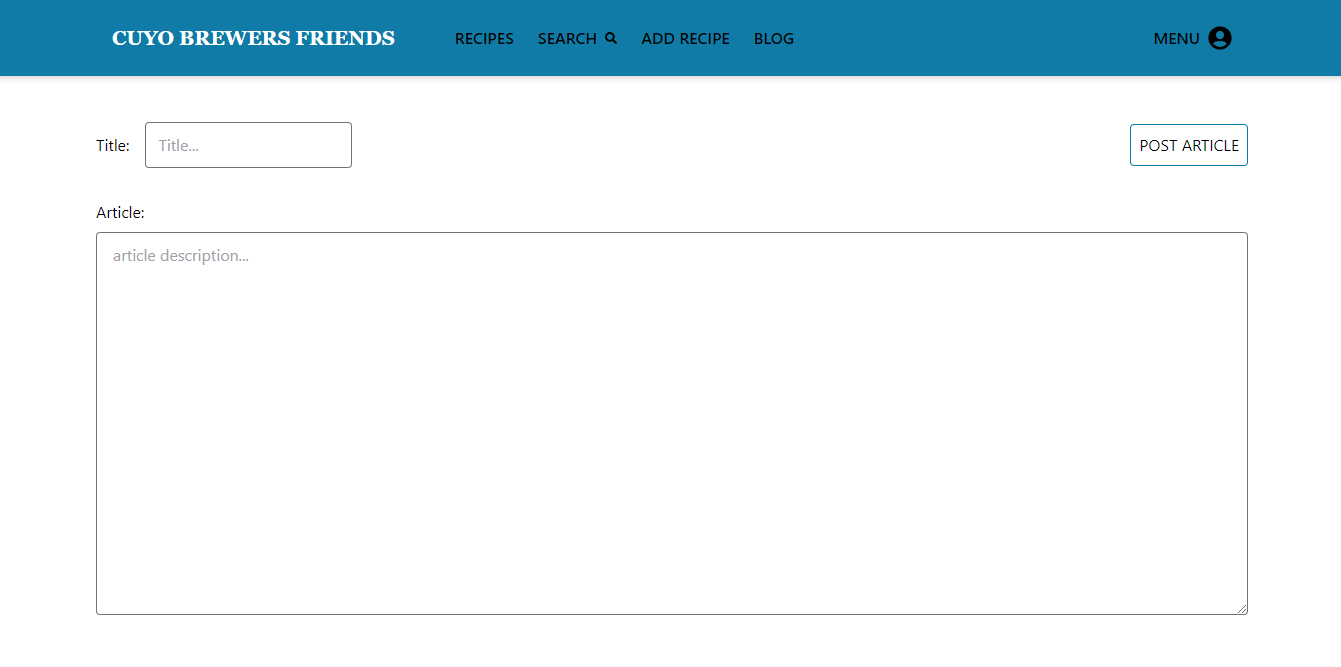 CUYO BREWERS FRIENDS RECIPES SEARCH ADD RECIPE BLOG MENU
Title: Title... POST ARTICLE
Article:
article description...